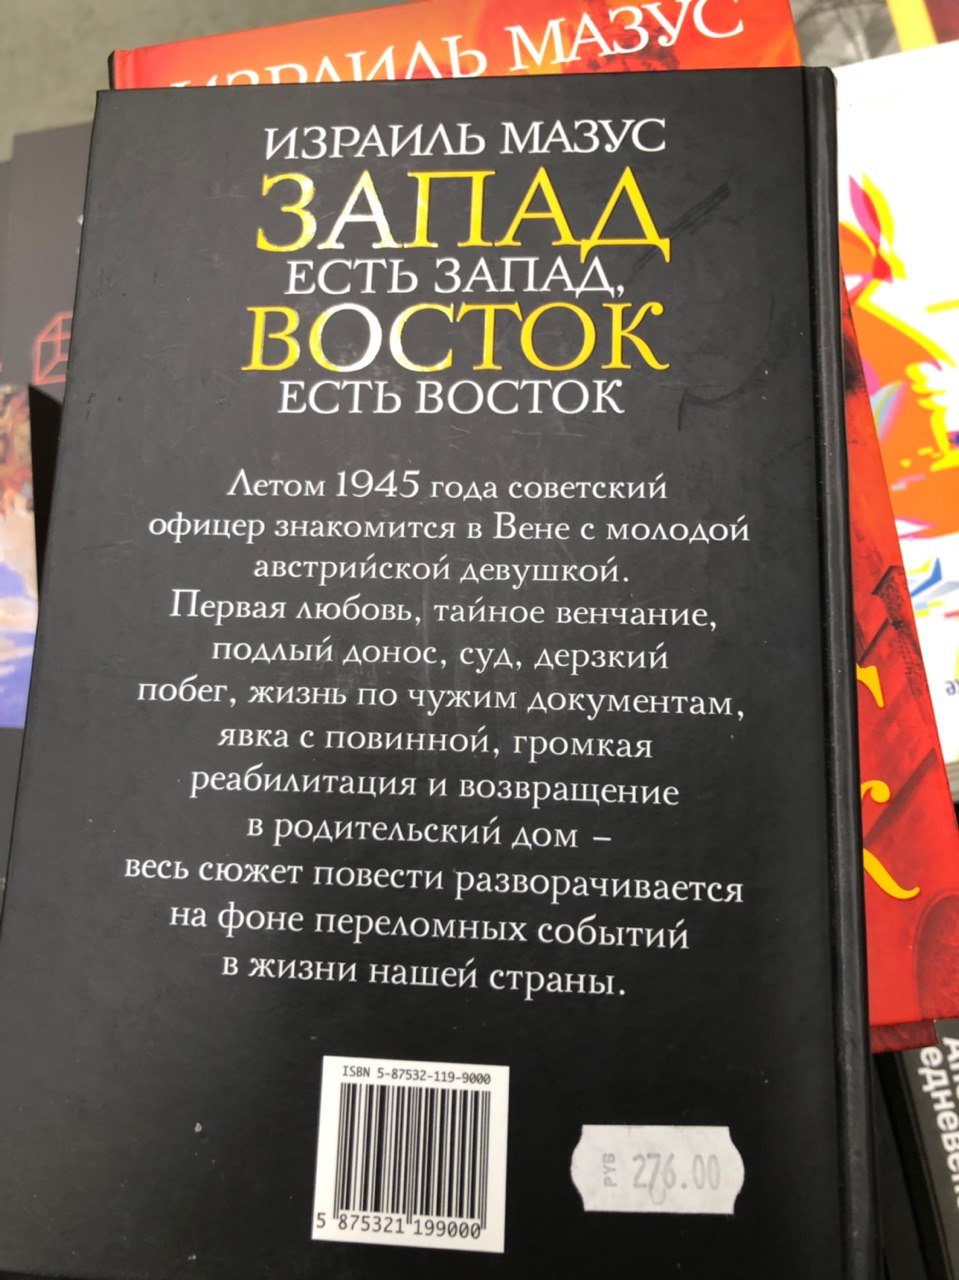 ИЗРАИЛЬ МАЗУС
ИЗРАИЛЬ МАЗУС
ЗАПАД
ЕСТЬ ЗАПАД,
ВОСТОК
ЕСТЬ ВОСТОК
Летом 1945 года советский
офицер знакомится в Вене с молодой
австрийской девушкой.
Первая любовь, тайное венчание,
подлый донос, суд, дерзкий
побег, жизнь по чужим документам,
явка с повинной, громкая
реабилитация и возвращение
в родительский дом –
весь сюжет повести разворачивается
на фоне переломных событий
в жизни нашей страны.
ISBN 5-87532-119-9000
5 875321 199000
РУБ 276.00